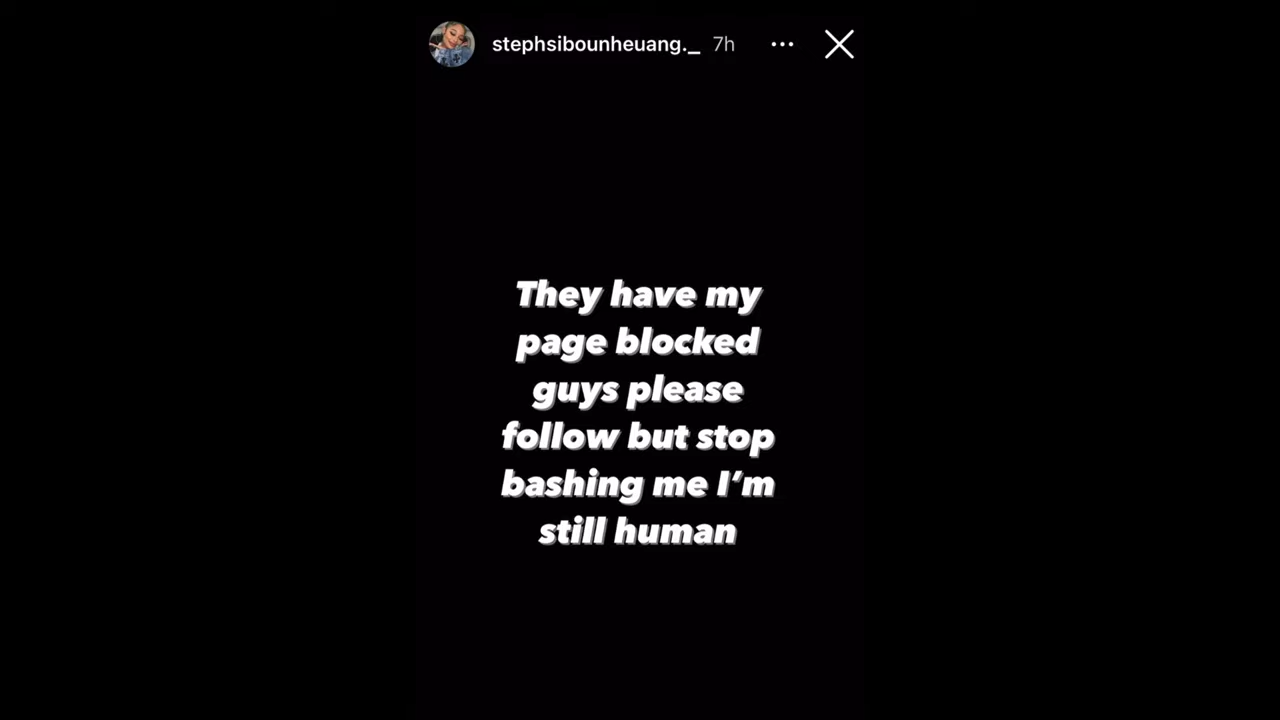 stephsibounheuang._ 7h
They have my
page blocked
guys please
follow but stop
bashing me I’m
still human